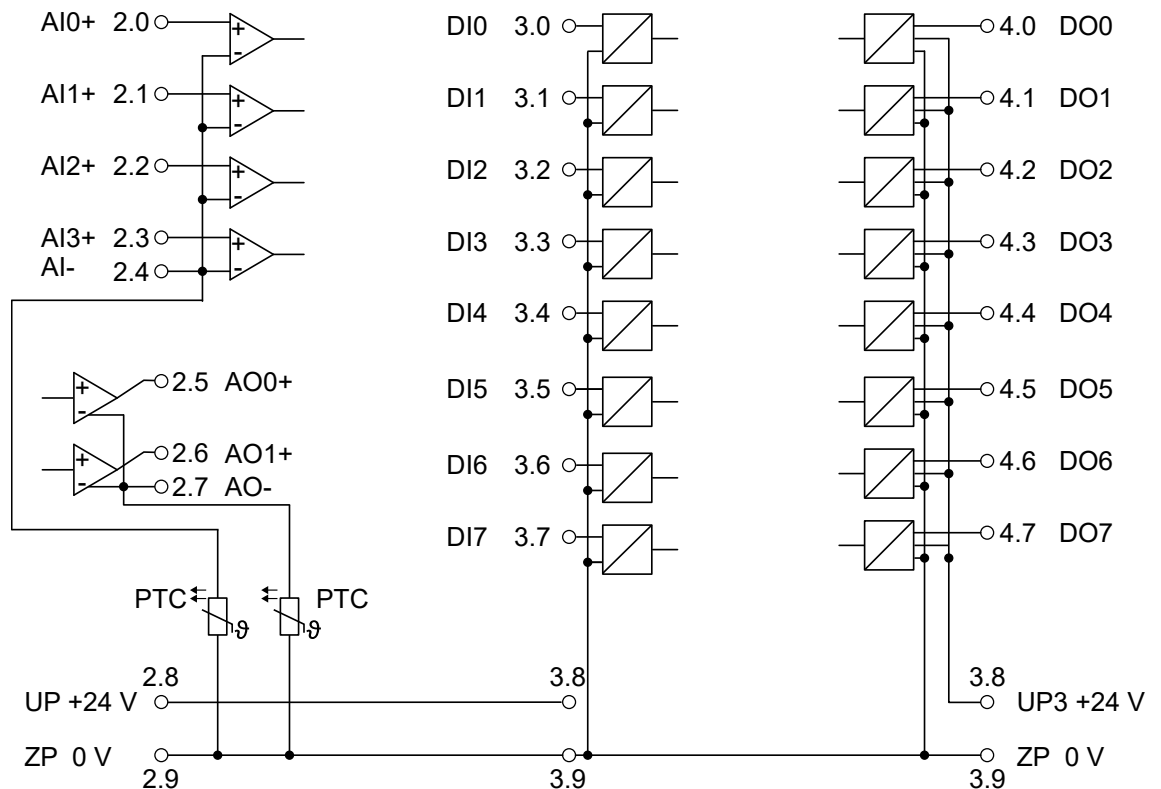 AI0+ 2.0 + -
AI1+ 2.1 + -
AI2+ 2.2 + -
AI3+ 2.3 +
AI- 2.4 -
+ - 2.5 AO0+
+ 2.6 AO1+
- 2.7 AO-
PTC ϑ ϑ PTC
DI0 3.0
DI1 3.1
DI2 3.2
DI3 3.3
DI4 3.4
DI5 3.5
DI6 3.6
DI7 3.7
4.0 DO0
4.1 DO1
4.2 DO2
4.3 DO3
4.4 DO4
4.5 DO5
4.6 DO6
4.7 DO7
2.8 3.8 3.8
UP +24 V UP3 +24 V
ZP 0 V ZP 0 V
2.9 3.9 3.9